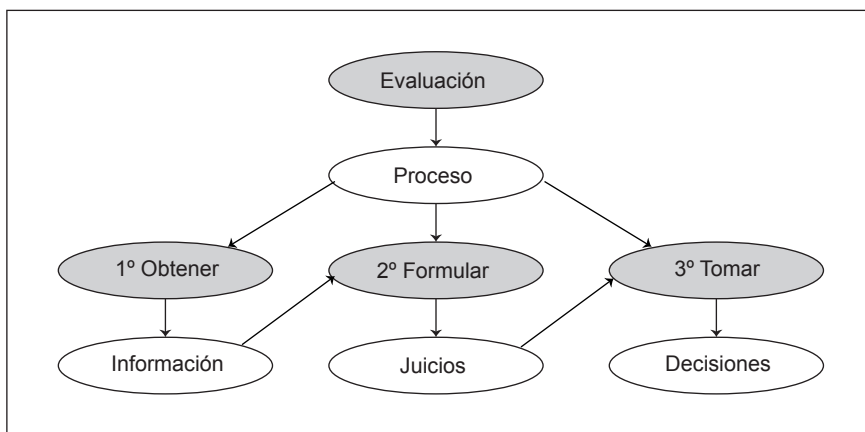 Evaluación
Proceso
1º Obtener
2º Formular
3º Tomar
Información
Juicios
Decisiones